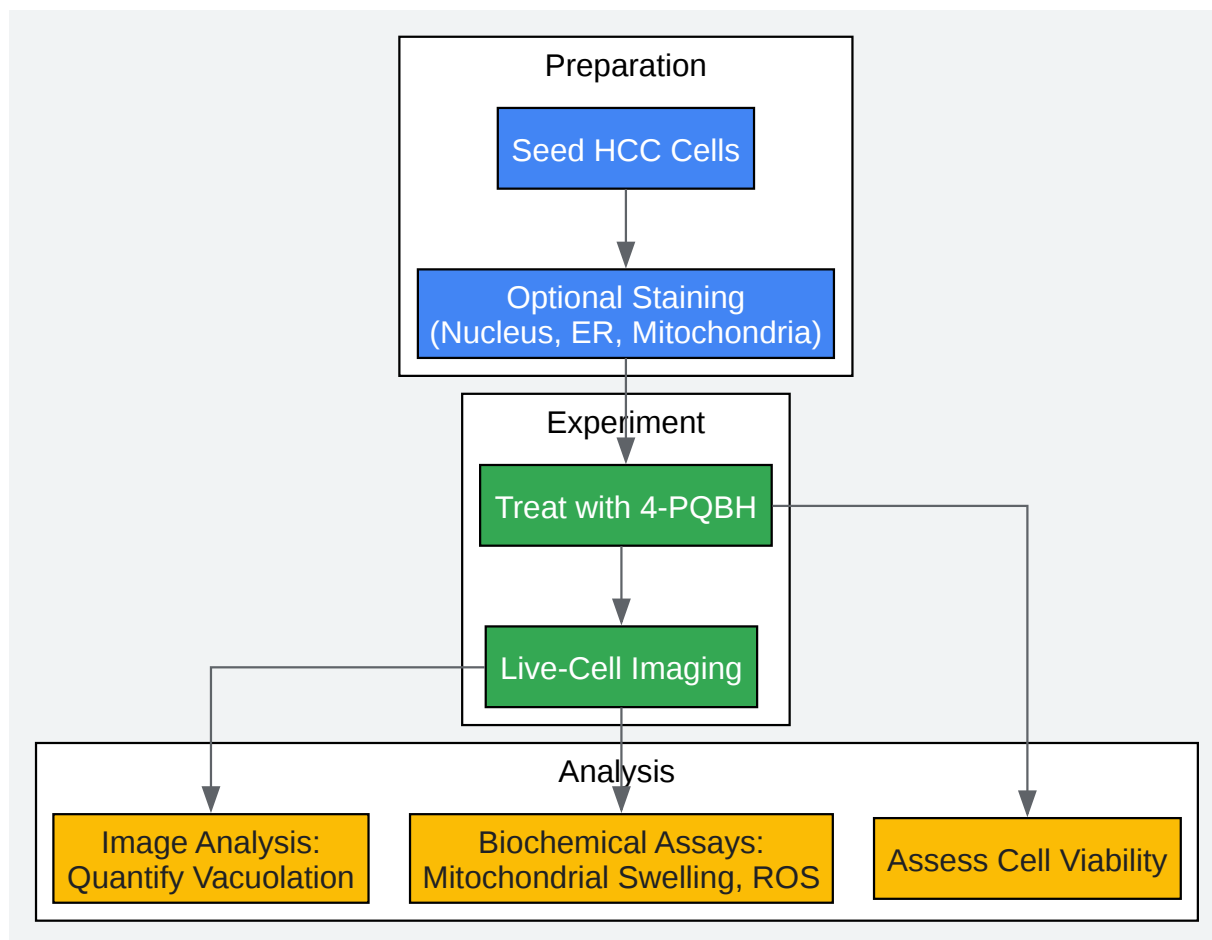 Preparation
Seed HCC Cells
Optional Staining
(Nucleus, ER, Mitochondria)
Experiment
Treat with 4-PQBH
Live-Cell Imaging
Analysis
Image Analysis:
Quantify Vacuolation
Biochemical Assays:
Mitochondrial Swelling, ROS
Assess Cell Viability